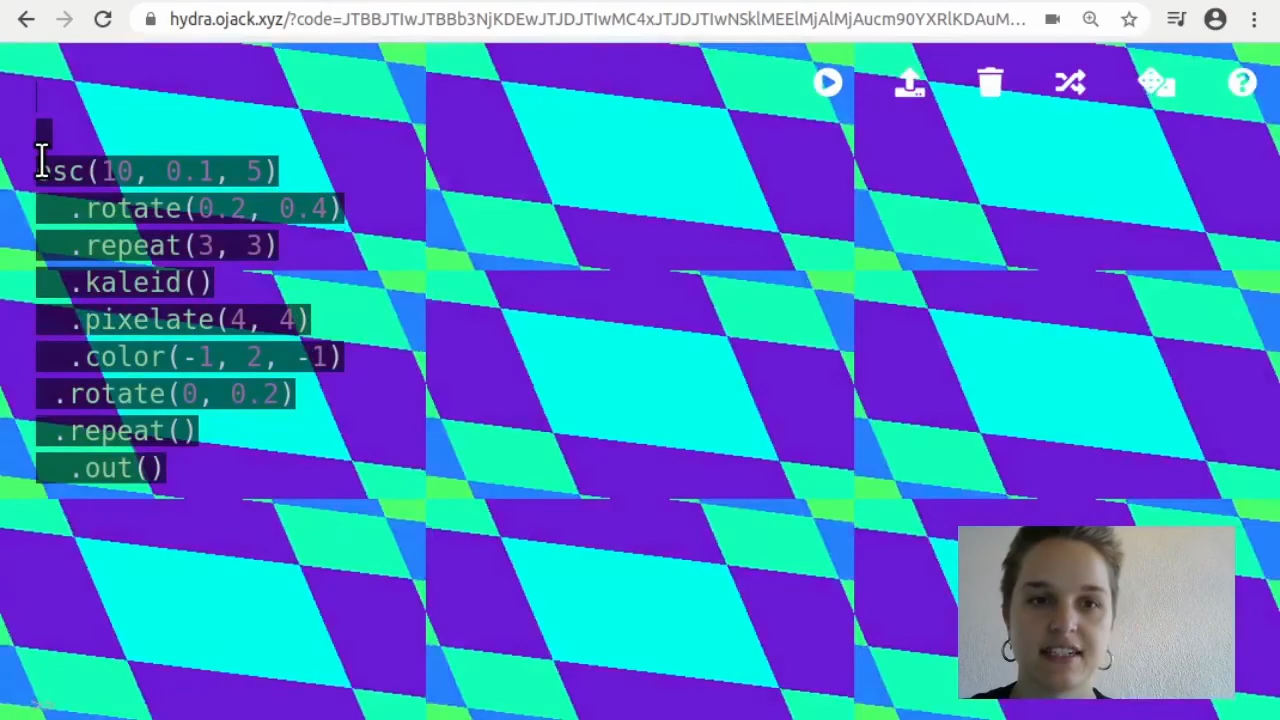 hydra.ojack.xyz/?code=JTBBJTIwJTBBb3NjKDEwJTJDJTIwMC4xJTJDJTIwNSklMEElMjAlMjAucm90YXRlKDAuM...
osc(10, 0.1, 5)
.rotate(0.2, 0.4)
.repeat(3, 3)
.kaleid()
.pixelate(4, 4)
.color(-1, 2, -1)
.rotate(0, 0.2)
.repeat()
.out()